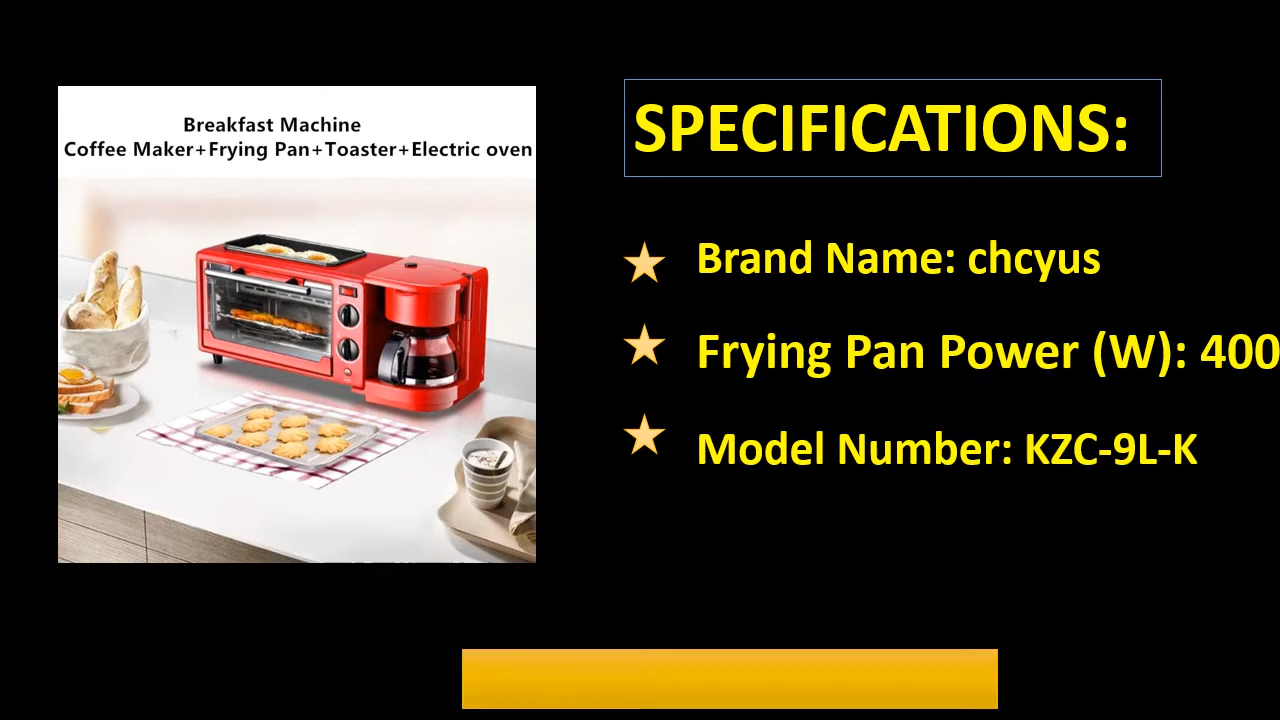 Breakfast Machine
Coffee Maker+Frying Pan+Toaster+Electric oven
SPECIFICATIONS:
Brand Name: chcyus
Frying Pan Power (W): 400
Model Number: KZC-9L-K